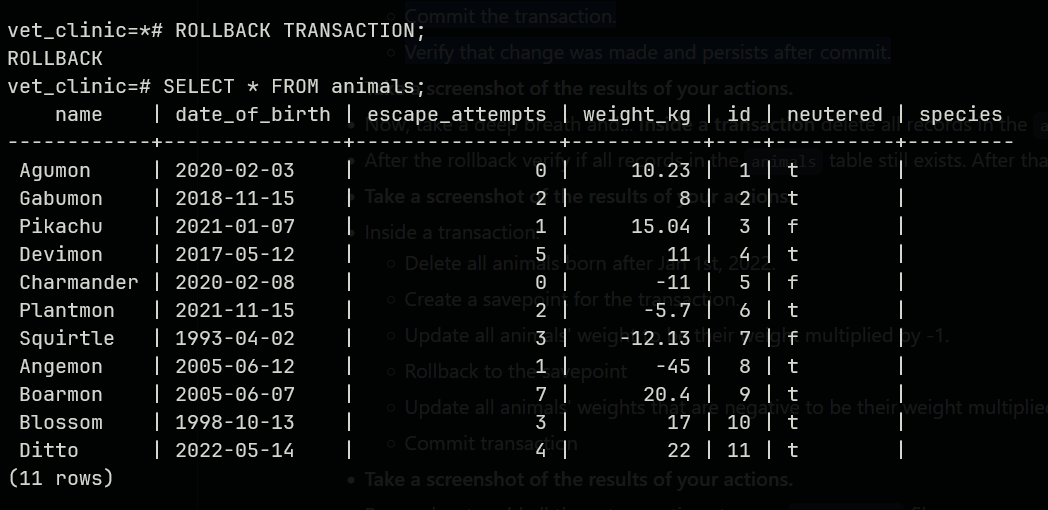 vet_clinic=*# ROLLBACK TRANSACTION;
ROLLBACK
vet_clinic=# SELECT * FROM animals;
    name    | date_of_birth | escape_attempts | weight_kg | id | neutered | species
------------+---------------+-----------------+-----------+----+----------+---------
 Agumon     | 2020-02-03    |               0 |     10.23 |  1 | t        |
 Gabumon    | 2018-11-15    |               2 |         8 |  2 | t        |
 Pikachu    | 2021-01-07    |               1 |     15.04 |  3 | f        |
 Devimon    | 2017-05-12    |               5 |        11 |  4 | t        |
 Charmander | 2020-02-08    |               0 |       -11 |  5 | f        |
 Plantmon   | 2021-11-15    |               2 |      -5.7 |  6 | t        |
 Squirtle   | 1993-04-02    |               3 |    -12.13 |  7 | f        |
 Angemon    | 2005-06-12    |               1 |       -45 |  8 | t        |
 Boarmon    | 2005-06-07    |               7 |      20.4 |  9 | t        |
 Blossom    | 1998-10-13    |               3 |        17 | 10 | t        |
 Ditto      | 2022-05-14    |               4 |        22 | 11 | t        |
(11 rows)
Commit the transaction.
Verify that change was made and persists after commit.
screenshot of the results of your actions.
Now, take a deep breath and Inside a transaction delete all records in the
After the rollback verify if all records in the animals table still exists. After
Take a screenshot of the results of your actions
Inside a transaction:
Delete all animals born after Jan 1st, 2022.
Create a savepoint for the transaction.
Update all animals' weight to be their weight multiplied by -1.
Rollback to the savepoint
Update all animals' weights that are negative to be their weight multiplied
Commit transaction
Take a screenshot of the results of your actions.